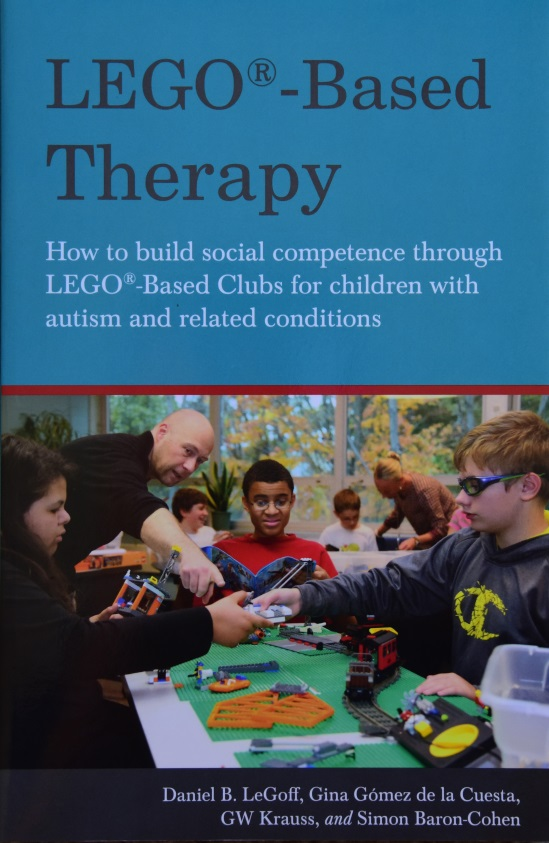 LEGO®-Based
Therapy
How to build social competence through
LEGO®-Based Clubs for children with
autism and related conditions
Daniel B. LeGoff, Gina Gómez de la Cuesta,
GW Krauss, and Simon Baron-Cohen